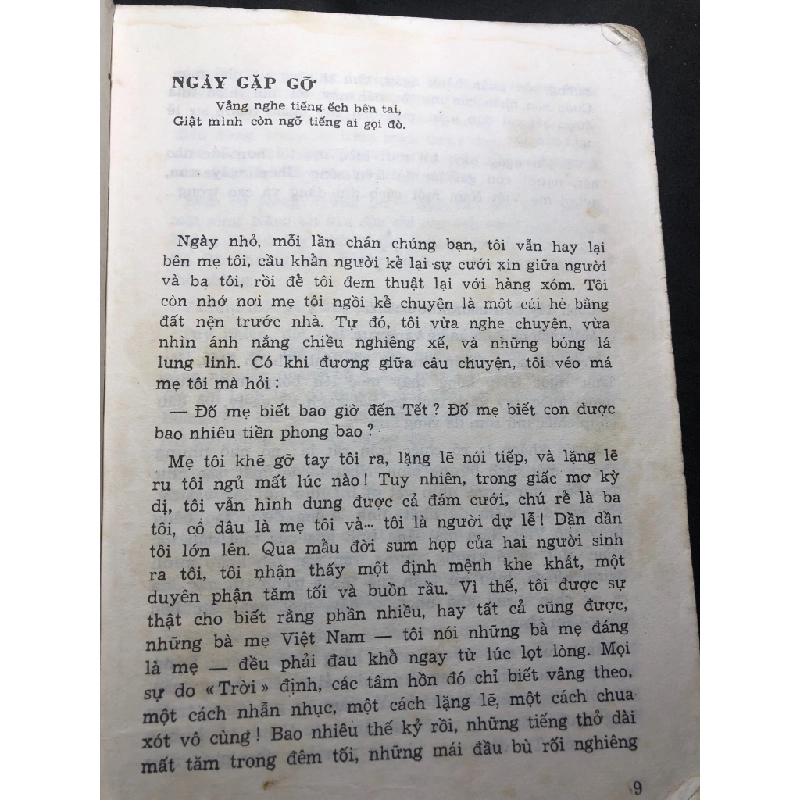 NGÀY GẶP GỠ
Vẳng nghe tiếng ếch bên tai,
Giật mình còn ngỡ tiếng ai gọi đò.
Ngày nhỏ, mỗi lần chán chúng bạn, tôi vẫn hay lại
bên mẹ tôi, cầu khẩn người kể lại sự cưới xin giữa người
và ba tôi, rồi để tôi đem thuật lại với hàng xóm. Tôi
còn nhớ nơi mẹ tôi ngồi kể chuyện là một cái hè bằng
đất nện trước nhà. Tự đó, tôi vừa nghe chuyện, vừa
nhìn ánh nắng chiều nghiêng xế, và những bóng lá
lung linh. Có khi đương giữa câu chuyện, tôi véo má
mẹ tôi mà hỏi :
— Đố mẹ biết bao giờ đến Tết ? Đố mẹ biết con được
bao nhiêu tiền phong bao ?
Mẹ tôi khẽ gỡ tay tôi ra, lặng lẽ nói tiếp, và lặng lẽ
ru tôi ngủ mất lúc nào ! Tuy nhiên, trong giấc mơ kỳ
dị, tôi vẫn hình dung được cả đám cưới, chú rể là ba
tôi, cô dâu là mẹ tôi và... tôi là người dự lễ ! Dần dần
tôi lớn lên. Qua mẩu đời sum họp của hai người sinh
ra tôi, tôi nhận thấy một định mệnh khe khắt, một
duyên phận tăm tối và buồn rầu. Vì thế, tôi được sự
thật cho biết rằng phần nhiều, hay tất cả cũng được,
những bà mẹ Việt Nam — tôi nói những bà mẹ đáng
là mẹ — đều phải đau khổ ngay từ lúc lọt lòng. Mọi
sự do « Trời » định, các tâm hồn đó chỉ biết vâng theo,
một cách nhẫn nhục, một cách lặng lẽ, một cách chua
xót vô cùng ! Bao nhiêu thế kỷ rồi, những tiếng thở dài
mất tăm trong đêm tối, những mái đầu bù rối nghiêng
9